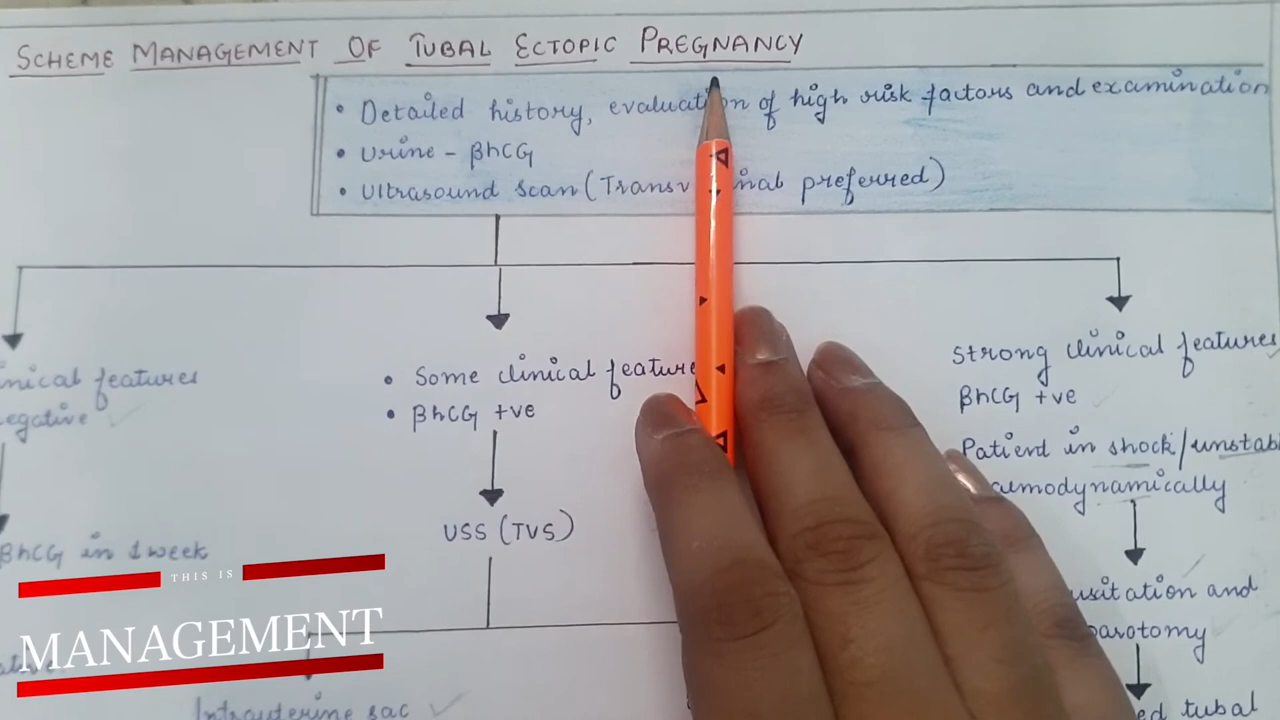 SCHEME MANAGEMENT OF TUBAL ECTOPIC PREGNANCY
• Detailed history, evaluation of high risk factors and examination
• Urine - βhCG
• Ultrasound scan (Transv inal preferred)
nical features
egative
βhCG in 1 week
• Some clinical feature
• βhCG +ve
USS (TVS)
Strong clinical features
βhCG +ve
Patient in shock/unstab
aemodynamically
usitation and
parotomy
ed tubal
Intrauterine sac
THIS IS
MANAGEMENT